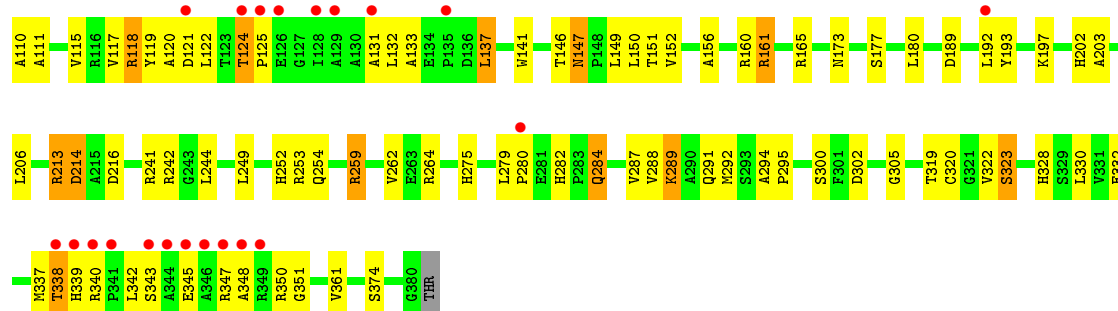 A110 A111 V115 R116 V117 R118 Y119 A120 D121 L122 T123 T124 P125 E126 G127 I128 A129 A130 A131 L132 A133 E134 P135 D136 L137 W141 T146 N147 P148 L149 L150 T151 V152 A156 R160 R161 R165 N173 S177 L180 D189 L192 Y193 K197 H202 A203
L206 R213 D214 A215 D216 R241 R242 G243 L244 L249 H252 R253 Q254 R259 V262 E263 R264 H275 L279 P280 E281 H282 P283 Q284 V287 V288 K289 A290 Q291 M292 S293 A294 P295 S300 F301 D302 G305 T319 C320 G321 V322 S323 H328 S329 L330 V331
M337 T338 H339 R340 P341 L342 S343 A344 E345 A346 R347 A348 R349 R350 G351 V361 S374 G380 THR